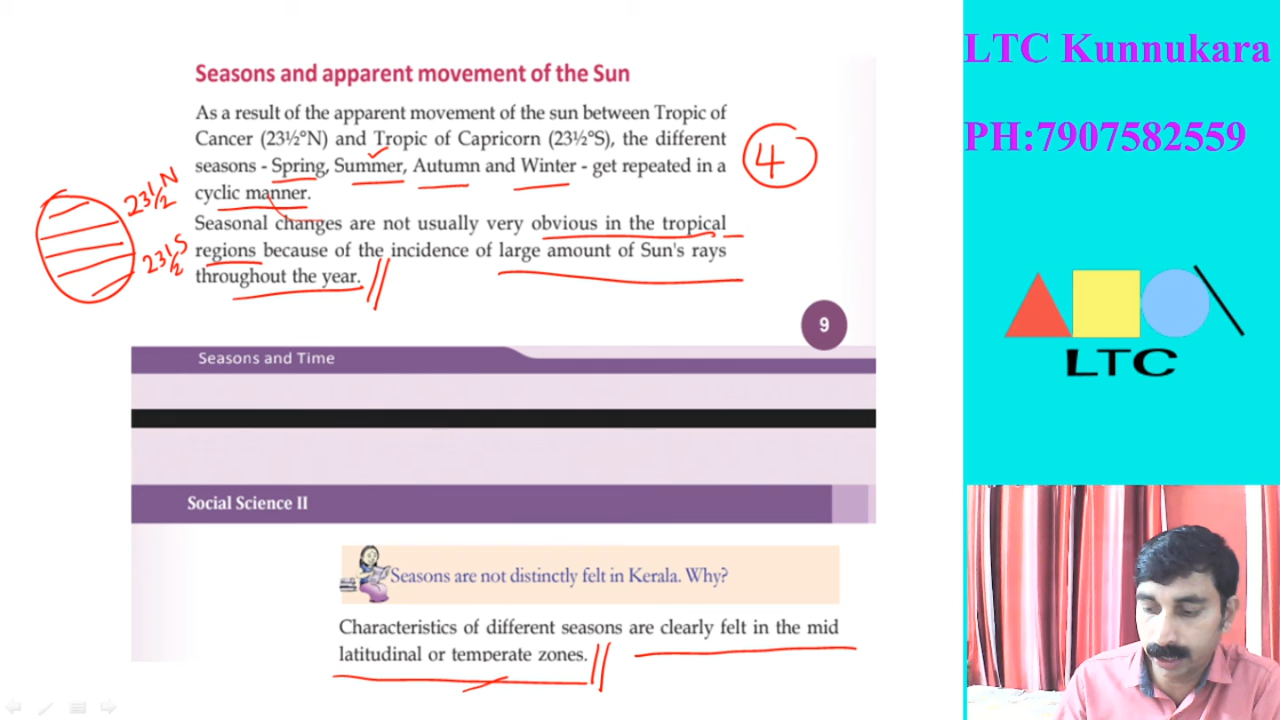 Seasons and apparent movement of the Sun
As a result of the apparent movement of the sun between Tropic of
Cancer (23½°N) and Tropic of Capricorn (23½°S), the different
seasons - Spring, Summer, Autumn and Winter - get repeated in a
cyclic manner.
Seasonal changes are not usually very obvious in the tropical
regions because of the incidence of large amount of Sun's rays
throughout the year.
4
23½ N
23½ S
9
Seasons and Time
Social Science II
Seasons are not distinctly felt in Kerala. Why?
Characteristics of different seasons are clearly felt in the mid
latitudinal or temperate zones.
LTC Kunnukara
PH:7907582559
LTC